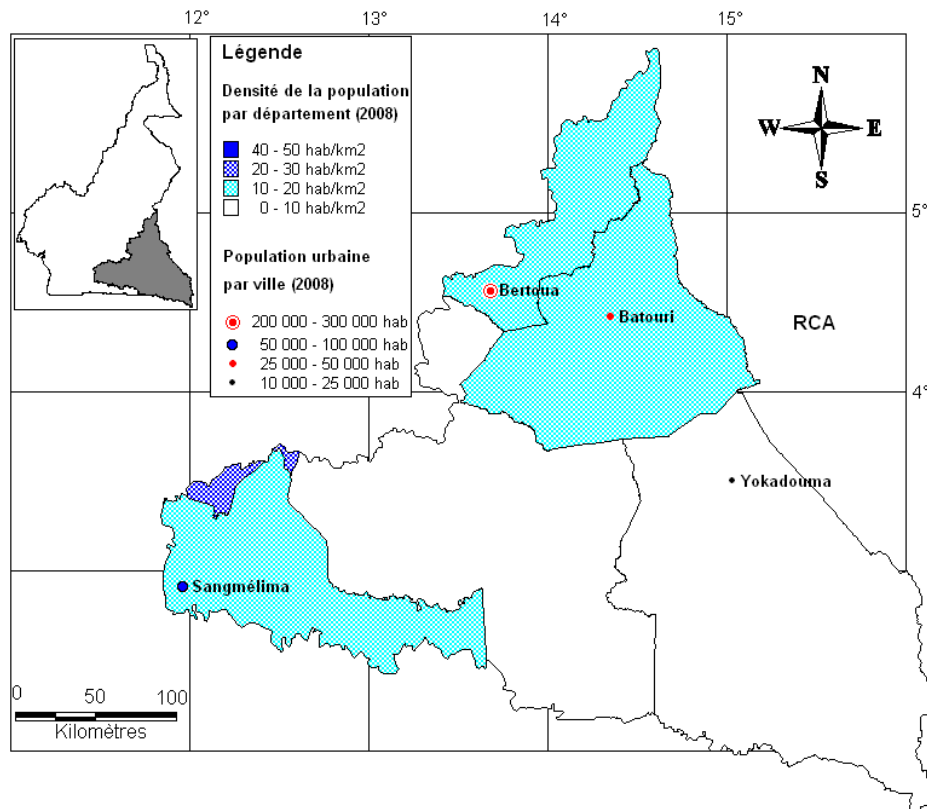 12°
13°
14°
15°
Légende
Densité de la population
par département (2008)
40 - 50 hab/km2
20 - 30 hab/km2
10 - 20 hab/km2
0 - 10 hab/km2
Population urbaine
par ville (2008)
200 000 - 300 000 hab
50 000 - 100 000 hab
25 000 - 50 000 hab
10 000 - 25 000 hab
N
W
E
S
5°
Bertoua
Batouri
RCA
4°
Yokadouma
Sangmélima
0
50
100
Kilomètres